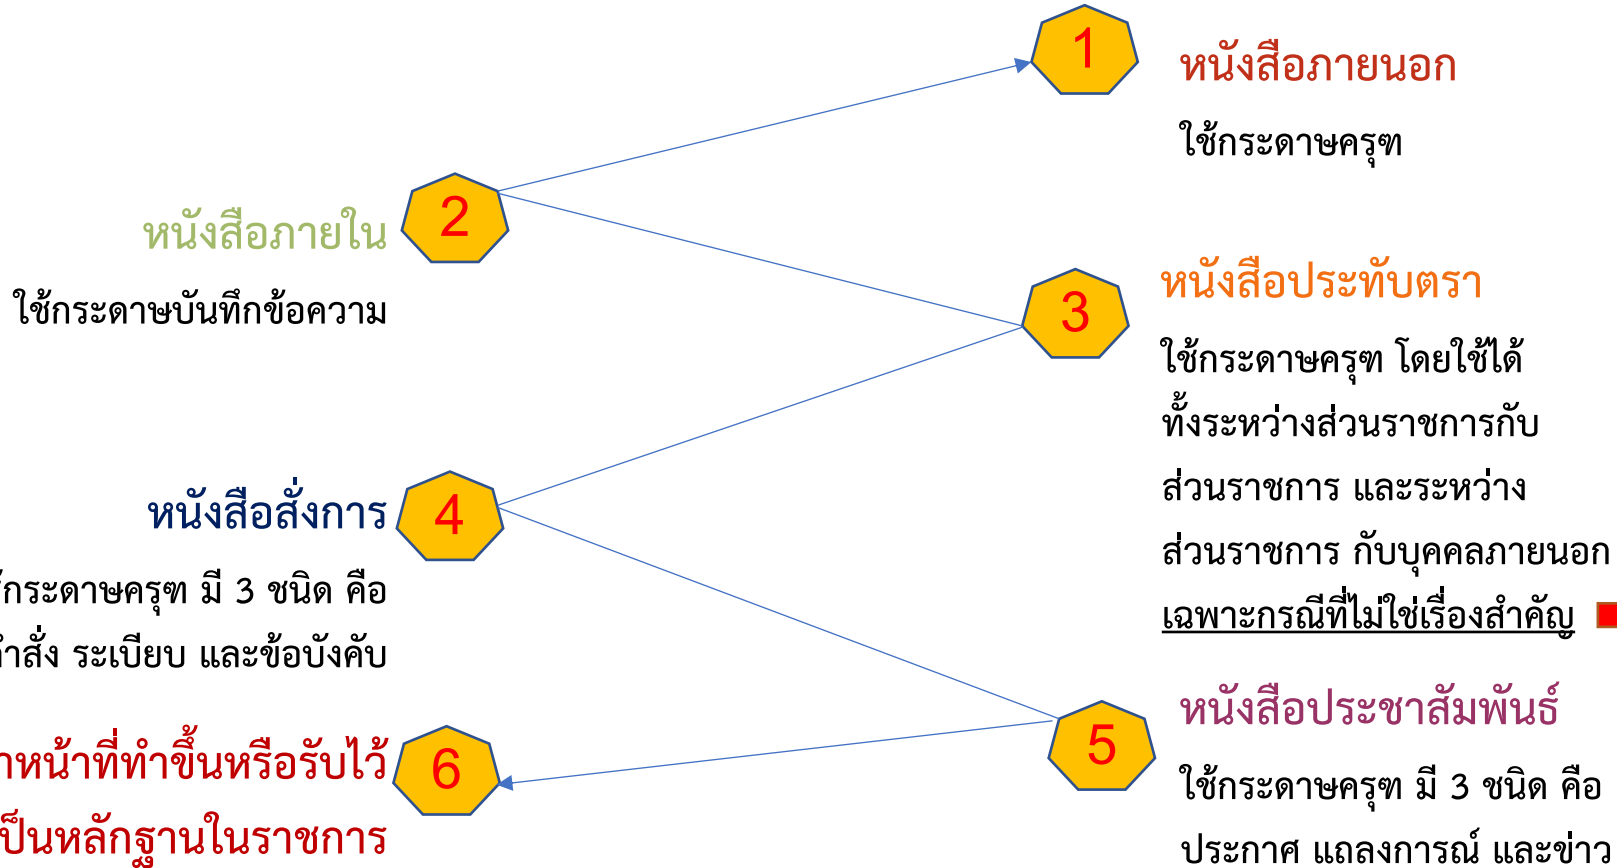 1
หนังสือภายนอก
ใช้กระดาษครุฑ
2
หนังสือภายใน
ใช้กระดาษบันทึกข้อความ
3
หนังสือประทับตรา
ใช้กระดาษครุฑ โดยใช้ได้
ทั้งระหว่างส่วนราชการกับ
ส่วนราชการ และระหว่าง
ส่วนราชการ กับบุคคลภายนอก
เฉพาะกรณีที่ไม่ใช่เรื่องสำคัญ
4
หนังสือสั่งการ
กระดาษครุฑ มี 3 ชนิด คือ
ระเบียบ และข้อบังคับ
5
หนังสือประชาสัมพันธ์
ใช้กระดาษครุฑ มี 3 ชนิด คือ
ประกาศ แถลงการณ์ และข่าว
6
หน้าที่ทำขึ้นหรือรับไว้
เป็นหลักฐานในราชการ